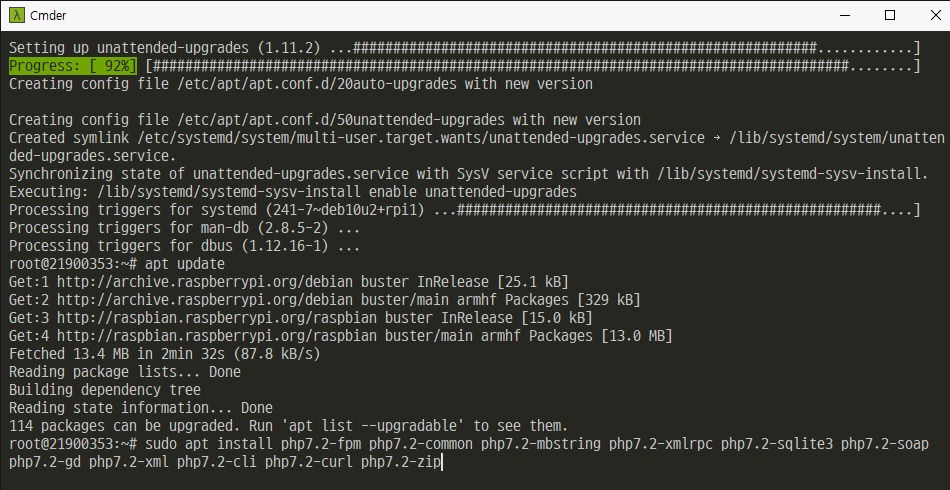 Cmder
Setting up unattended-upgrades (1.11.2) ...##########################################################............]
Progress: [ 92%] [#######################################################################################........]
Creating config file /etc/apt/apt.conf.d/20auto-upgrades with new version
Creating config file /etc/apt/apt.conf.d/50unattended-upgrades with new version
Created symlink /etc/systemd/system/multi-user.target.wants/unattended-upgrades.service → /lib/systemd/system/unatten
ded-upgrades.service.
Synchronizing state of unattended-upgrades.service with SysV service script with /lib/systemd/systemd-sysv-install.
Executing: /lib/systemd/systemd-sysv-install enable unattended-upgrades
Processing triggers for systemd (241-7~deb10u2+rpi1) ...#####################################################....]
Processing triggers for man-db (2.8.5-2) ...
Processing triggers for dbus (1.12.16-1) ...
root@21900353:~# apt update
Get:1 http://archive.raspberrypi.org/debian buster InRelease [25.1 kB]
Get:2 http://archive.raspberrypi.org/debian buster/main armhf Packages [329 kB]
Get:3 http://raspbian.raspberrypi.org/raspbian buster InRelease [15.0 kB]
Get:4 http://raspbian.raspberrypi.org/raspbian buster/main armhf Packages [13.0 MB]
Fetched 13.4 MB in 2min 32s (87.8 kB/s)
Reading package lists... Done
Building dependency tree
Reading state information... Done
114 packages can be upgraded. Run 'apt list --upgradable' to see them.
root@21900353:~# sudo apt install php7.2-fpm php7.2-common php7.2-mbstring php7.2-xmlrpc php7.2-sqlite3 php7.2-soap
php7.2-gd php7.2-xml php7.2-cli php7.2-curl php7.2-zip